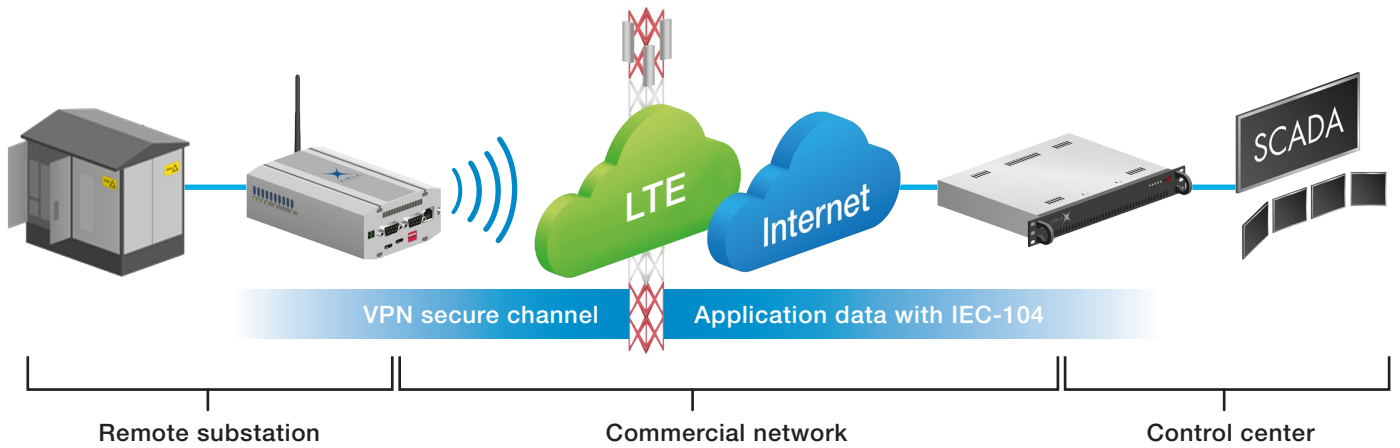 SCADA
LTE
Internet
VPN secure channel
Application data with IEC-104
Remote substation
Commercial network
Control center